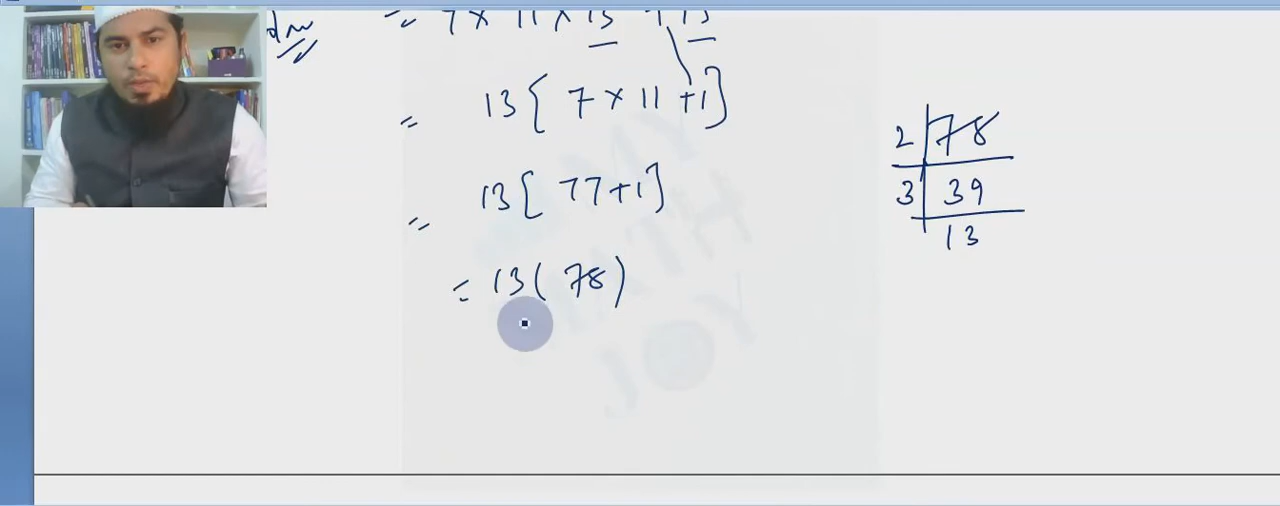 = 7 × 11 × 13 + 13
= 13 [ 7 × 11 + 1 ]
= 13 [ 77 + 1 ]
= 13 ( 78 )
2 | 78
3 | 39
13